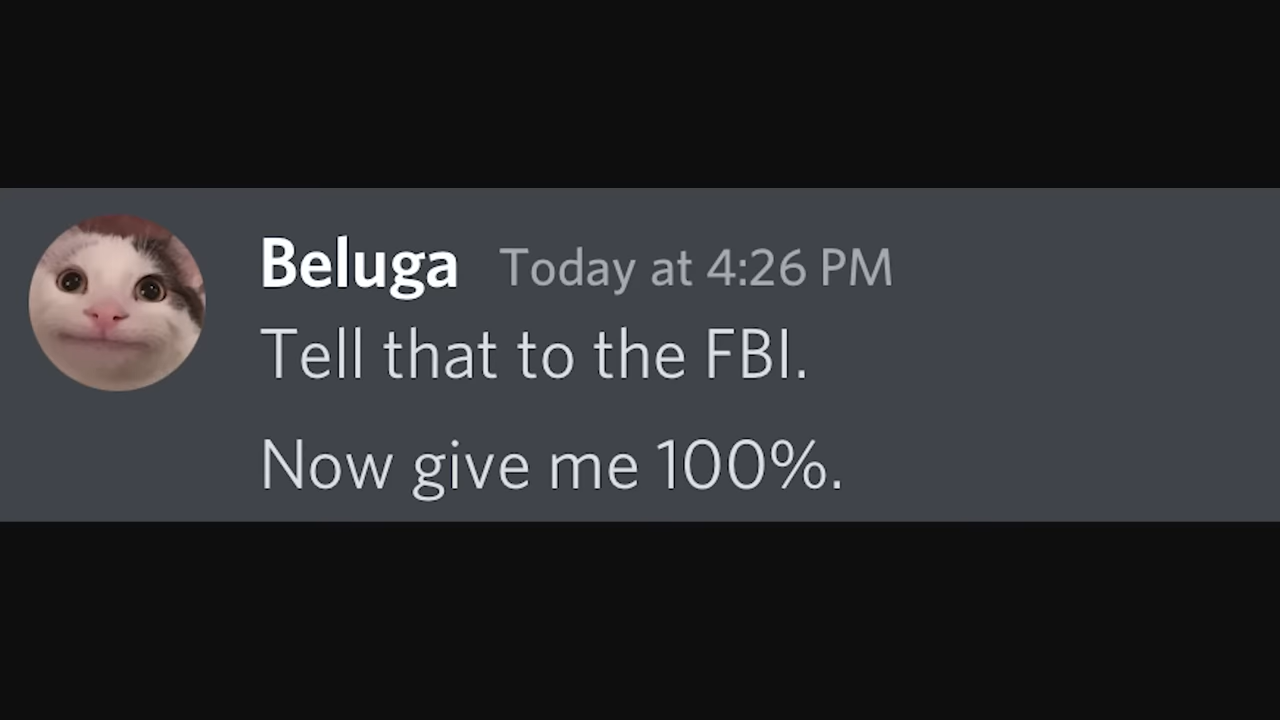 Beluga Today at 4:26 PM
Tell that to the FBI.
Now give me 100%.